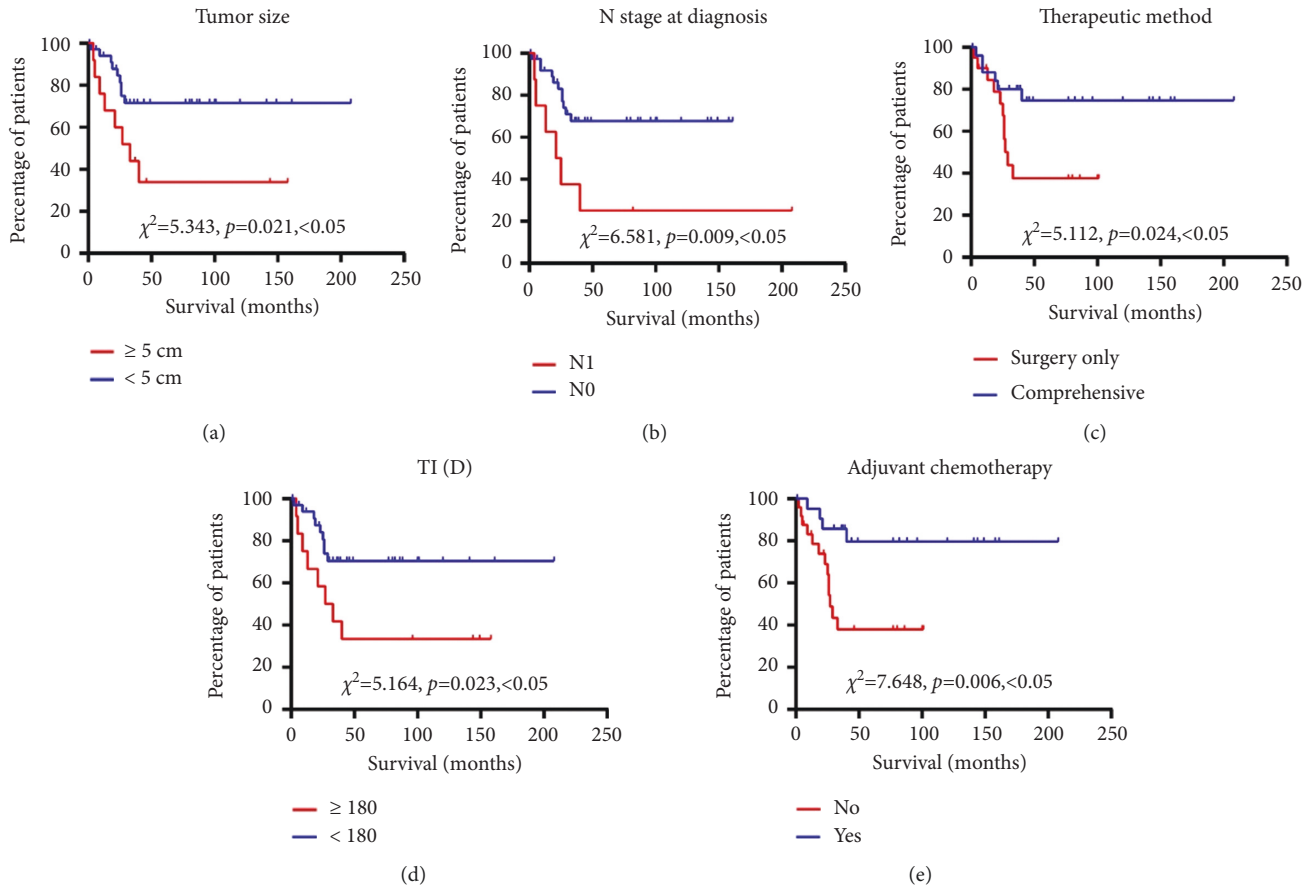 Tumor size
Percentage of patients
100
80
60
40
20
0
χ²=5.343, p=0.021,<0.05
0 50 100 150 200 250
Survival (months)
≥ 5 cm
< 5 cm
(a)
N stage at diagnosis
Percentage of patients
100
80
60
40
20
0
χ²=6.581, p=0.009,<0.05
0 50 100 150 200 250
Survival (months)
N1
N0
(b)
Therapeutic method
Percentage of patients
100
80
60
40
20
0
χ²=5.112, p=0.024,<0.05
0 50 100 150 200 250
Survival (months)
Surgery only
Comprehensive
(c)
TI (D)
Percentage of patients
100
80
60
40
20
0
χ²=5.164, p=0.023,<0.05
0 50 100 150 200 250
Survival (months)
≥ 180
< 180
(d)
Adjuvant chemotherapy
Percentage of patients
100
80
60
40
20
0
χ²=7.648, p=0.006,<0.05
0 50 100 150 200 250
Survival (months)
No
Yes
(e)